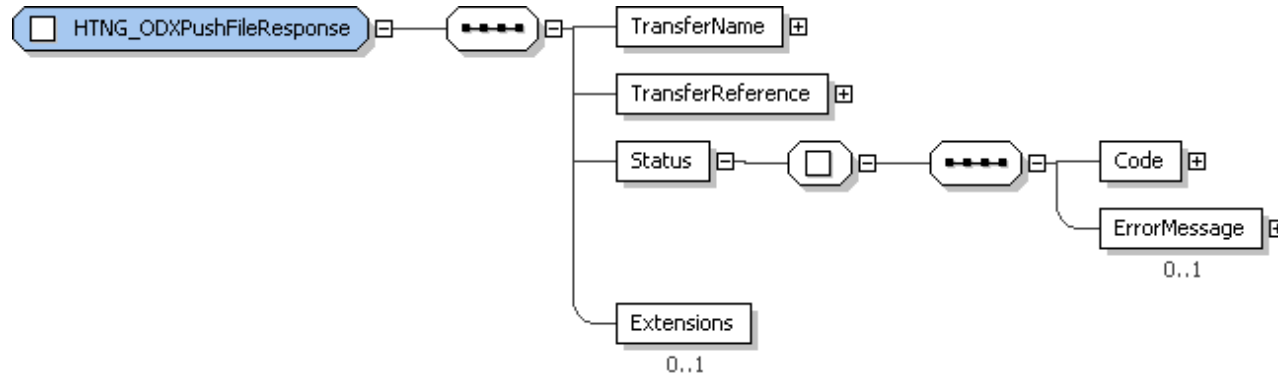 HTNG_ODXPushFileResponse
TransferName
TransferReference
Status
Code
ErrorMessage
0..1
Extensions
0..1